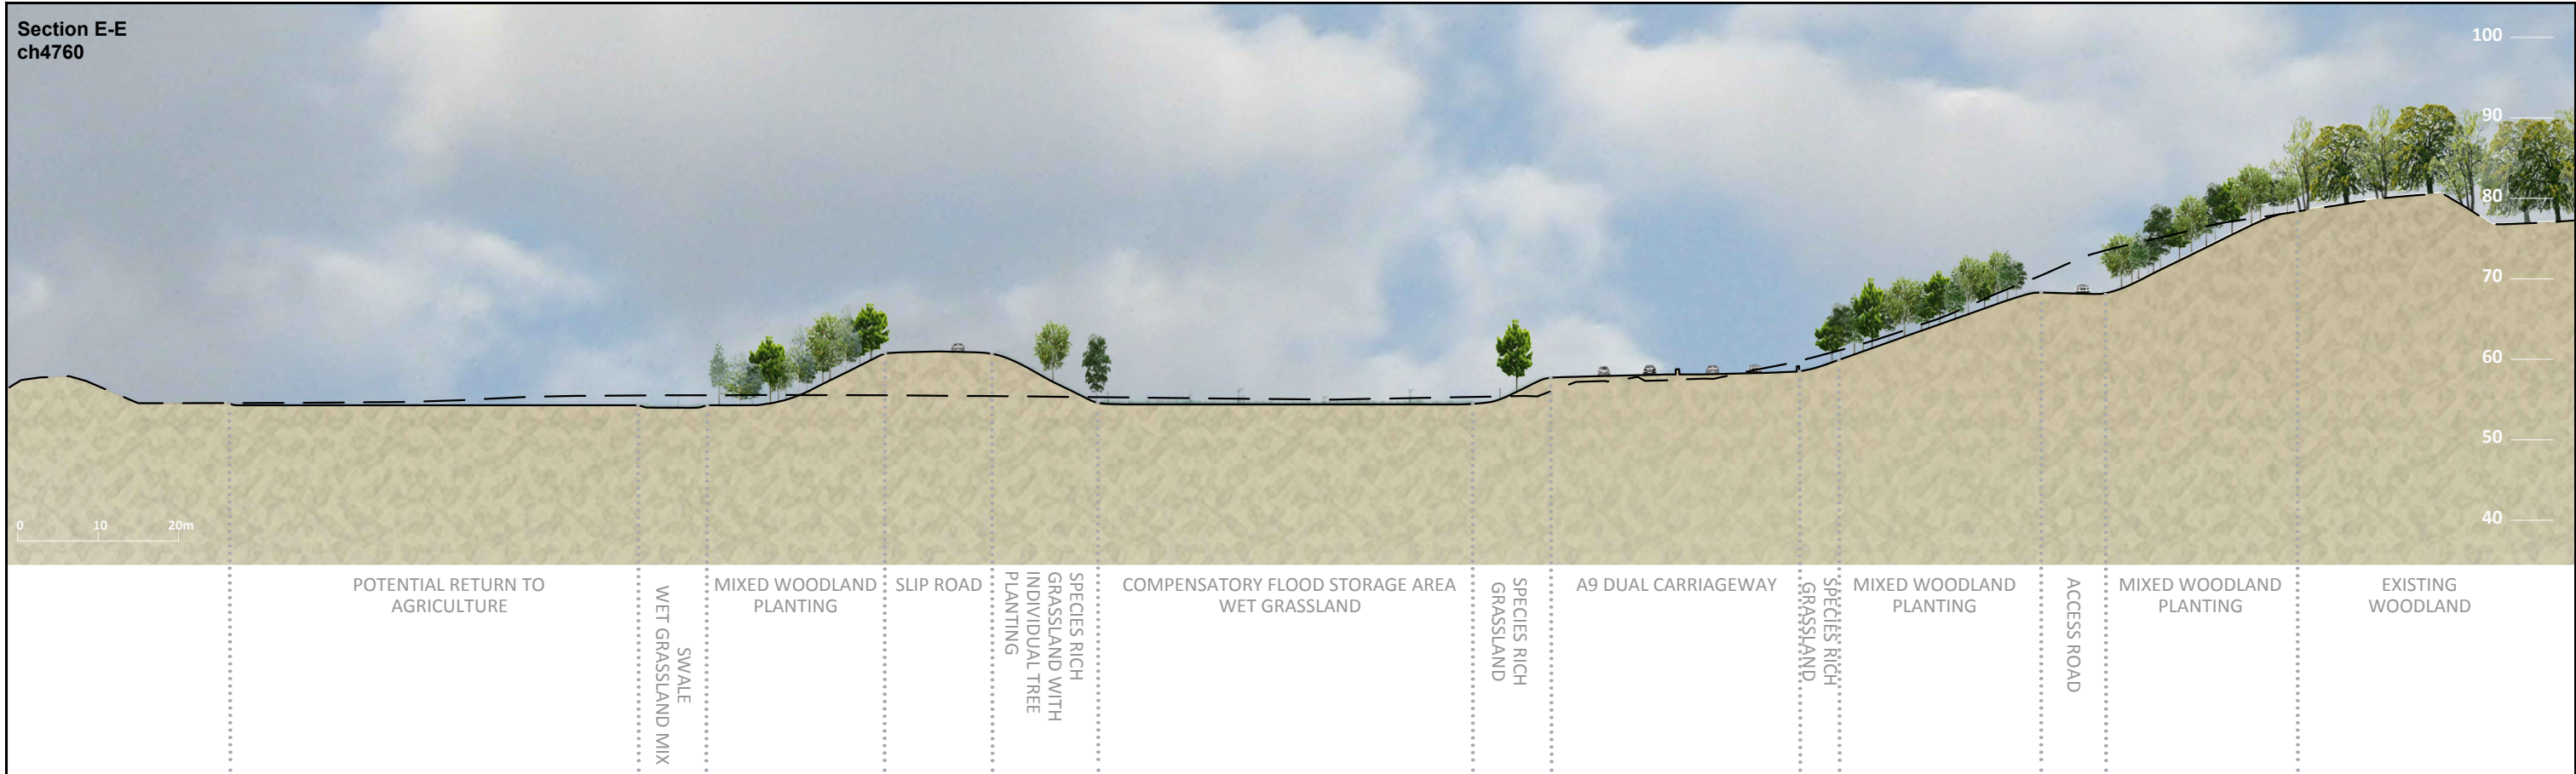 Section E-E
ch4760
100
90
80
70
60
50
40
0 10 20m
POTENTIAL RETURN TO
AGRICULTURE
SWALE
WET GRASSLAND MIX
MIXED WOODLAND
PLANTING
SLIP ROAD
SPECIES RICH
GRASSLAND WITH
INDIVIDUAL TREE
PLANTING
COMPENSATORY FLOOD STORAGE AREA
WET GRASSLAND
SPECIES RICH
GRASSLAND
A9 DUAL CARRIAGEWAY
SPECIES RICH
GRASSLAND
MIXED WOODLAND
PLANTING
ACCESS ROAD
MIXED WOODLAND
PLANTING
EXISTING
WOODLAND